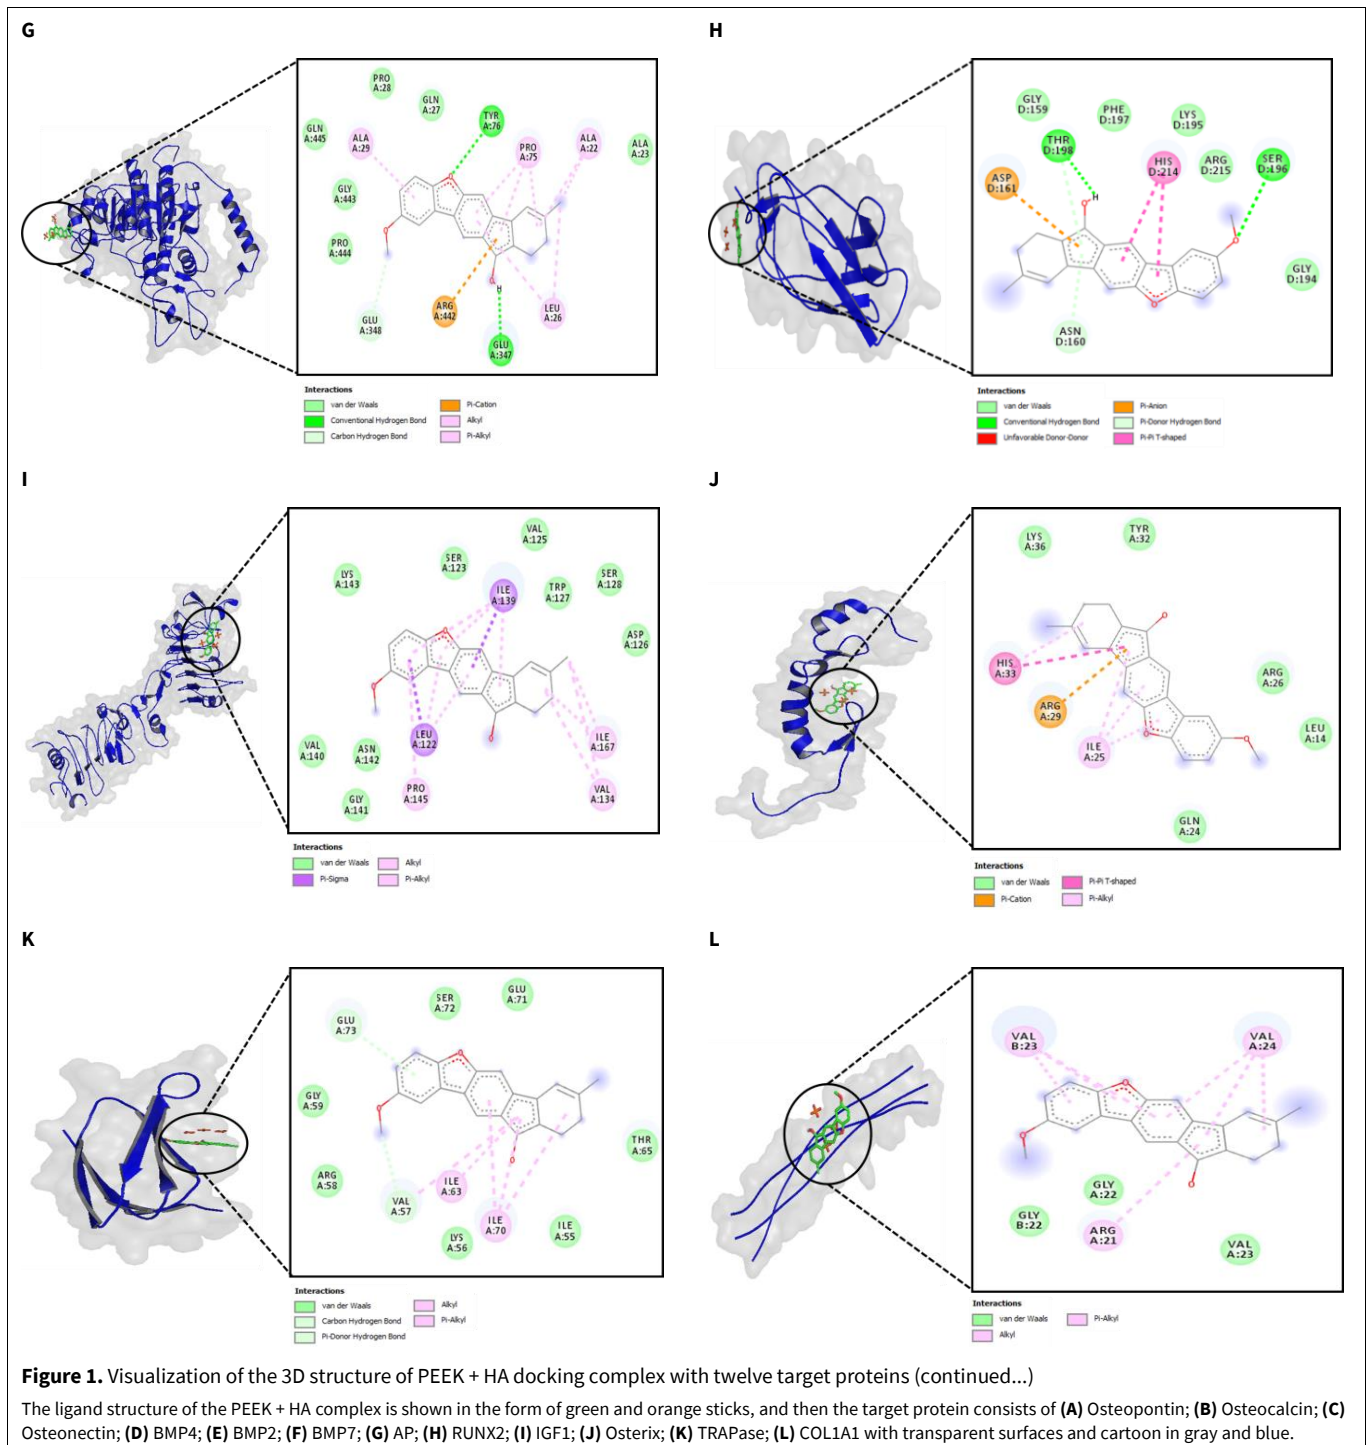 G
PRO
A:28
GLN
A:27
TYR
A:76
GLN
A:445
ALA
A:29
PRO
A:75
ALA
A:22
ALA
A:23
GLY
A:443
PRO
A:444
GLU
A:348
ARG
A:442
LEU
A:26
GLU
A:347
O
O
O
H
Interactions
van der Waals
Conventional Hydrogen Bond
Carbon Hydrogen Bond
Pi-Cation
Alkyl
Pi-Alkyl
H
GLY
D:159
PHE
D:197
LYS
D:195
THR
D:198
HIS
D:214
ARG
D:215
SER
D:196
ASP
D:161
GLY
D:194
ASN
D:160
H
O
O
O
Interactions
van der Waals
Conventional Hydrogen Bond
Unfavorable Donor-Donor
Pi-Anion
Pi-Donor Hydrogen Bond
Pi-Pi T-shaped
I
VAL
A:125
SER
A:123
LYS
A:143
ILE
A:139
TRP
A:127
SER
A:128
ASP
A:126
VAL
A:140
ASN
A:142
LEU
A:122
ILE
A:167
GLY
A:141
PRO
A:145
VAL
A:134
O
O
O
Interactions
van der Waals
Pi-Sigma
Alkyl
Pi-Alkyl
J
LYS
A:36
TYR
A:32
HIS
A:33
ARG
A:29
ARG
A:26
ILE
A:25
LEU
A:14
GLN
A:24
O
O
O
Interactions
van der Waals
Pi-Cation
Pi-Pi T-shaped
Pi-Alkyl
K
GLU
A:73
SER
A:72
GLU
A:71
GLY
A:59
THR
A:65
ARG
A:58
VAL
A:57
ILE
A:63
ILE
A:70
LYS
A:56
ILE
A:55
O
O
O
Interactions
van der Waals
Carbon Hydrogen Bond
Pi-Donor Hydrogen Bond
Alkyl
Pi-Alkyl
L
VAL
B:23
VAL
A:24
GLY
A:22
GLY
B:22
ARG
A:21
VAL
A:23
O
O
O
Interactions
van der Waals
Alkyl
Pi-Alkyl
Figure 1. Visualization of the 3D structure of PEEK + HA docking complex with twelve target proteins (continued...)
The ligand structure of the PEEK + HA complex is shown in the form of green and orange sticks, and then the target protein consists of (A) Osteopontin; (B) Osteocalcin; (C)
Osteonectin; (D) BMP4; (E) BMP2; (F) BMP7; (G) AP; (H) RUNX2; (I) IGF1; (J) Osterix; (K) TRAPase; (L) COL1A1 with transparent surfaces and cartoon in gray and blue.